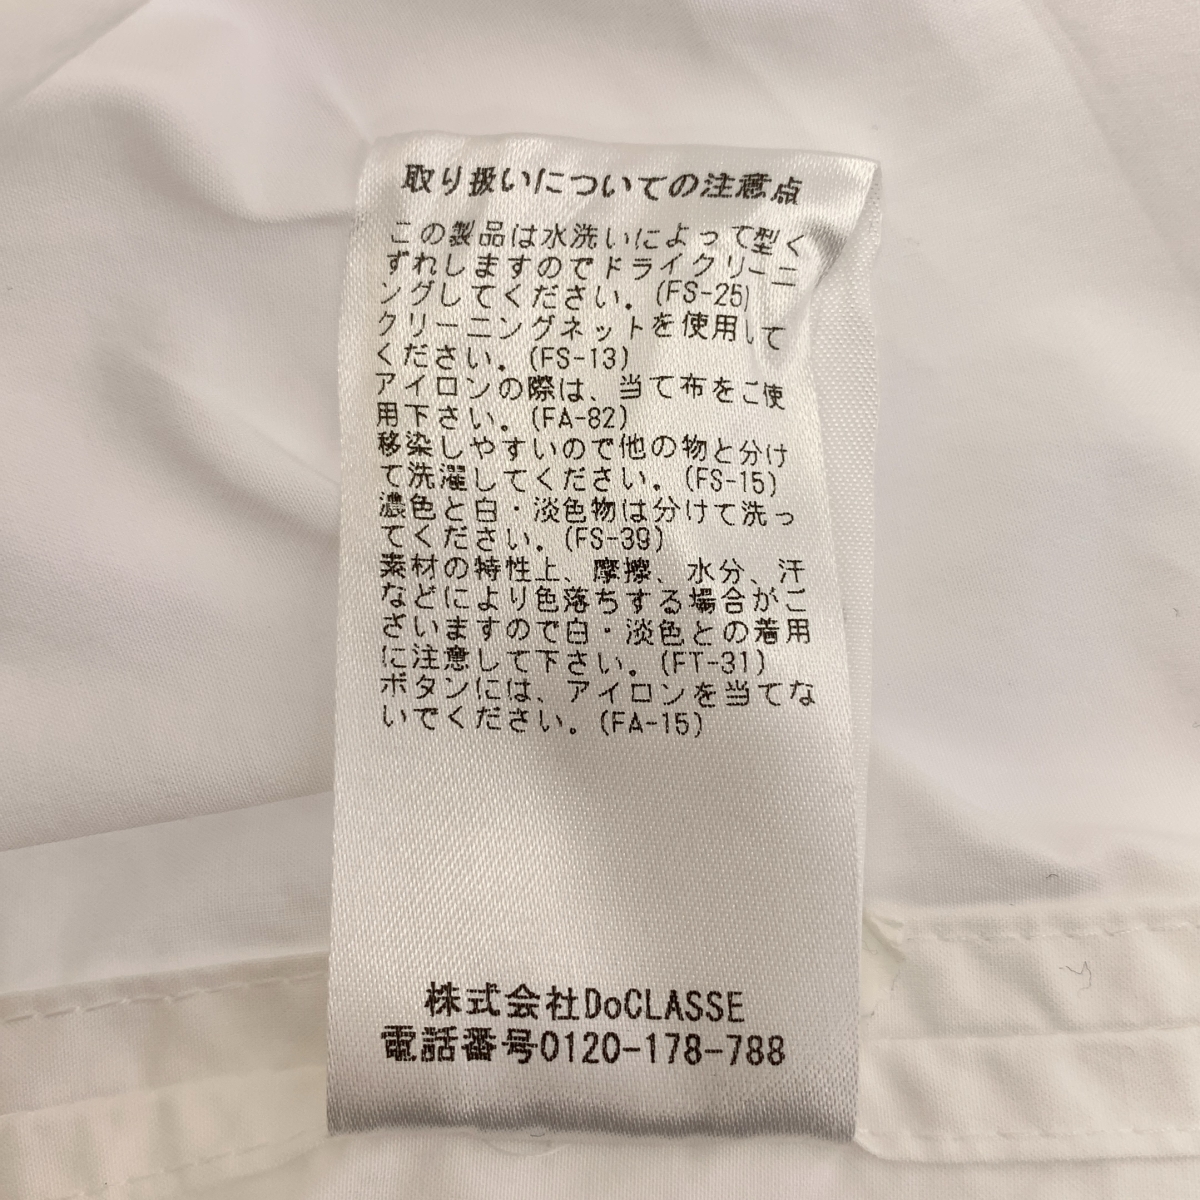 取り扱いについての注意点
この製品は水洗いによって型く
ずれしますのでドライクリーニ
ングしてください。(FS-25)
クリーニングネットを使用して
ください。(FS-13)
アイロンの際は、当て布をご使
用下さい。(FA-82)
移染しやすいので他の物と分け
て洗濯してください。(FS-15)
濃色と白・淡色物は分けて洗っ
てください。(FS-39)
素材の特性上、摩擦、水分、汗
などにより色落ちする場合がご
ざいますので白・淡色との着用
に注意して下さい。(FT-31)
ボタンには、アイロンを当てな
いでください。(FA-15)
株式会社DoCLASSE
電話番号0120-178-788